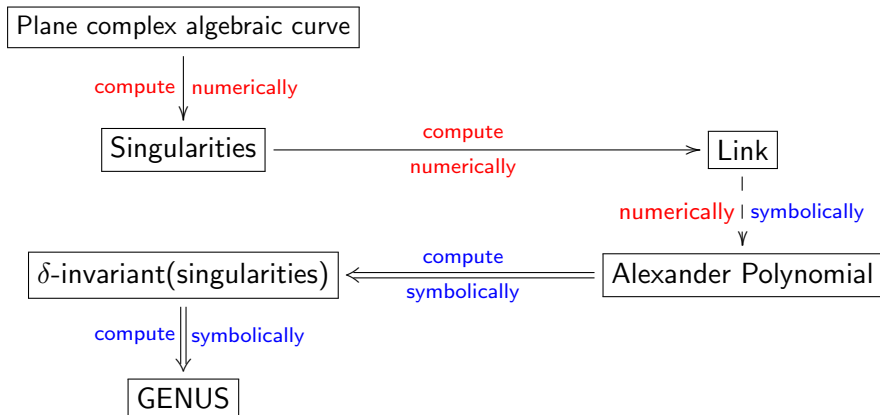 Plane complex algebraic curve
compute numerically
Singularities
compute
numerically
Link
numerically symbolically
δ-invariant(singularities)
compute
symbolically
Alexander Polynomial
compute symbolically
GENUS